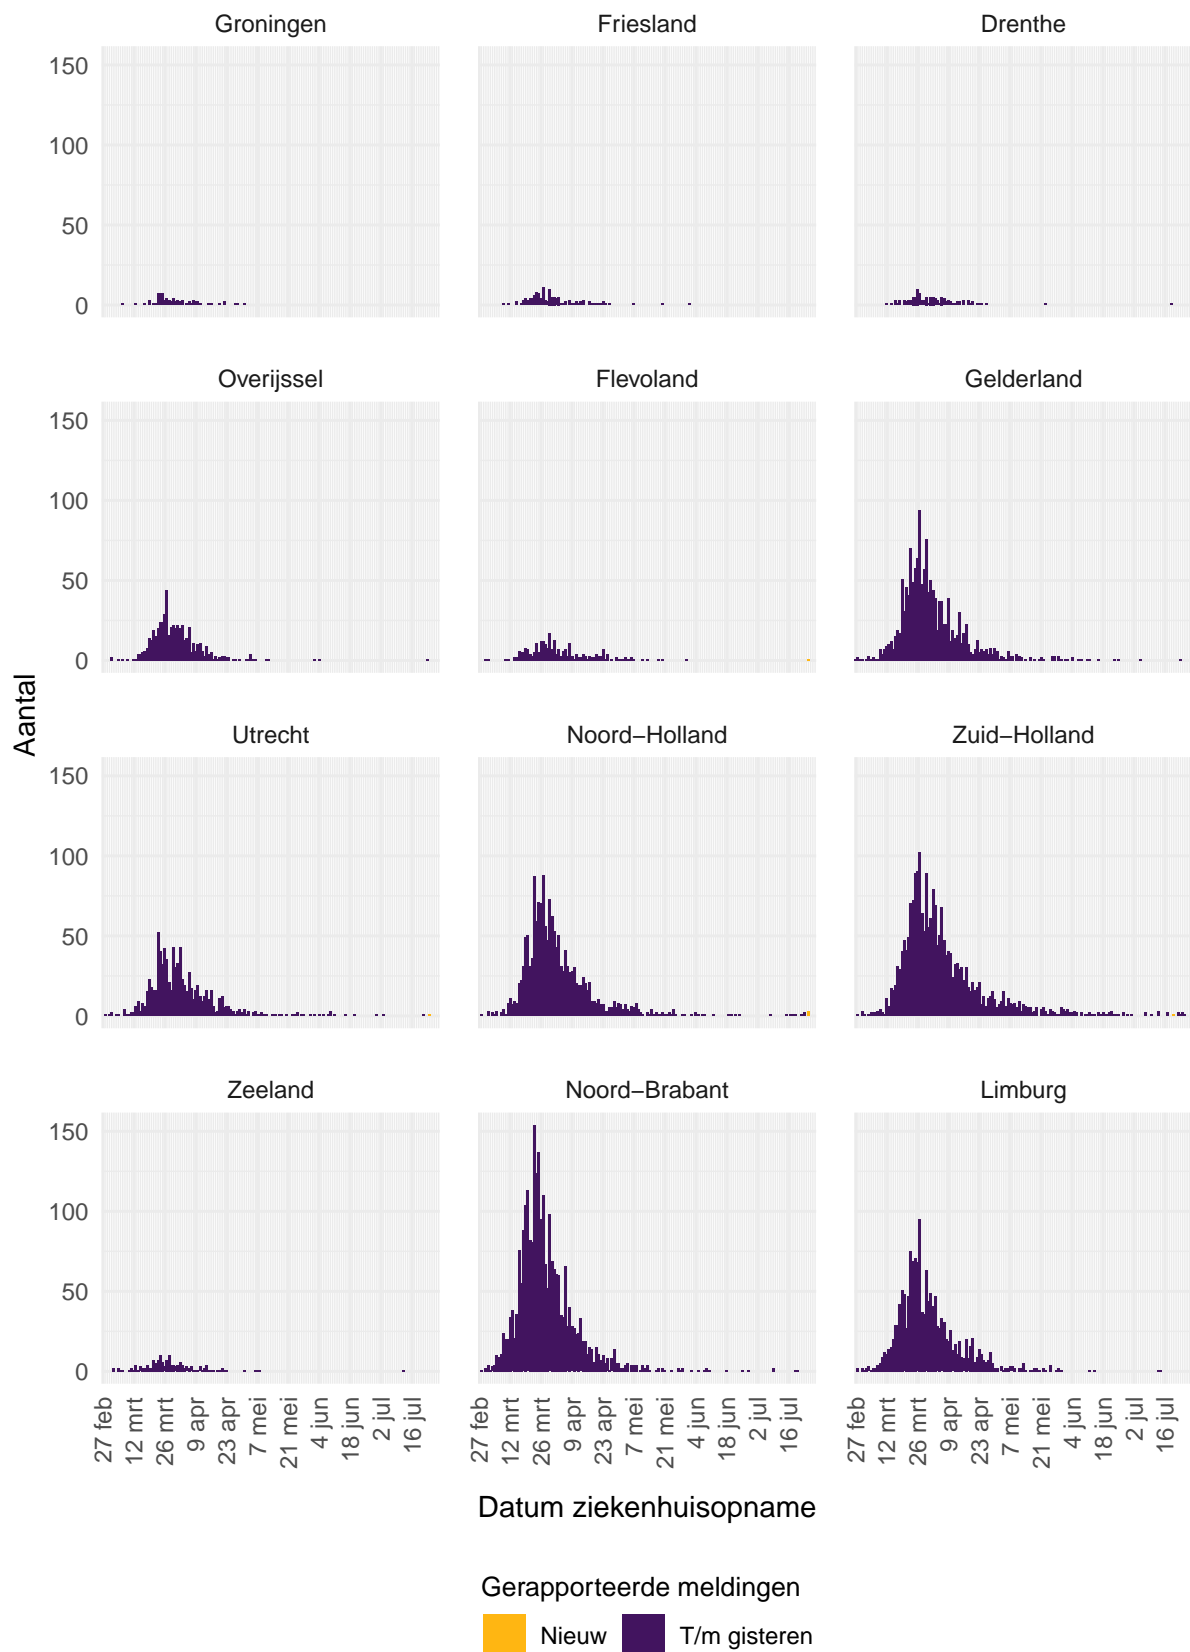 Groningen Friesland Drenthe
150
100
50
0
Overijssel Flevoland Gelderland
150
100
50
0
Aantal
Utrecht Noord−Holland Zuid−Holland
150
100
50
0
Zeeland Noord−Brabant Limburg
150
100
50
0
27 feb 12 mrt 26 mrt 9 apr 23 apr 7 mei 21 mei 4 jun 18 jun 2 jul 16 jul 27 feb 12 mrt 26 mrt 9 apr 23 apr 7 mei 21 mei 4 jun 18 jun 2 jul 16 jul 27 feb 12 mrt 26 mrt 9 apr 23 apr 7 mei 21 mei 4 jun 18 jun 2 jul 16 jul
Datum ziekenhuisopname
Gerapporteerde meldingen
Nieuw T/m gisteren